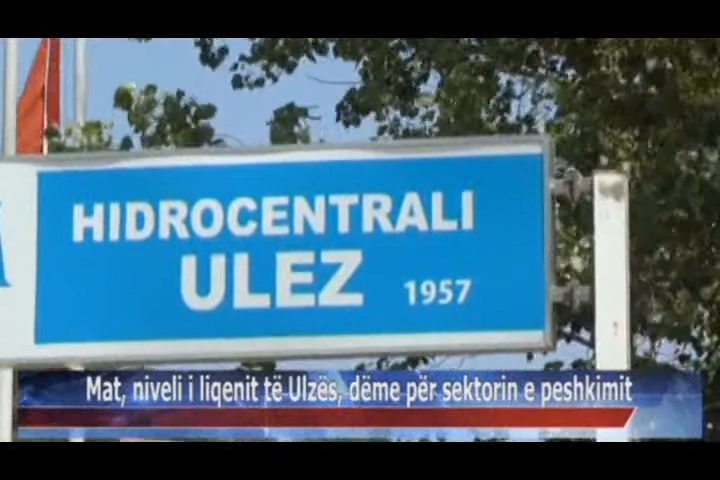 HIDROCENTRALI
ULEZ 1957
Mat, niveli i liqenit të Ulzës, dëme për sektorin e peshkimit